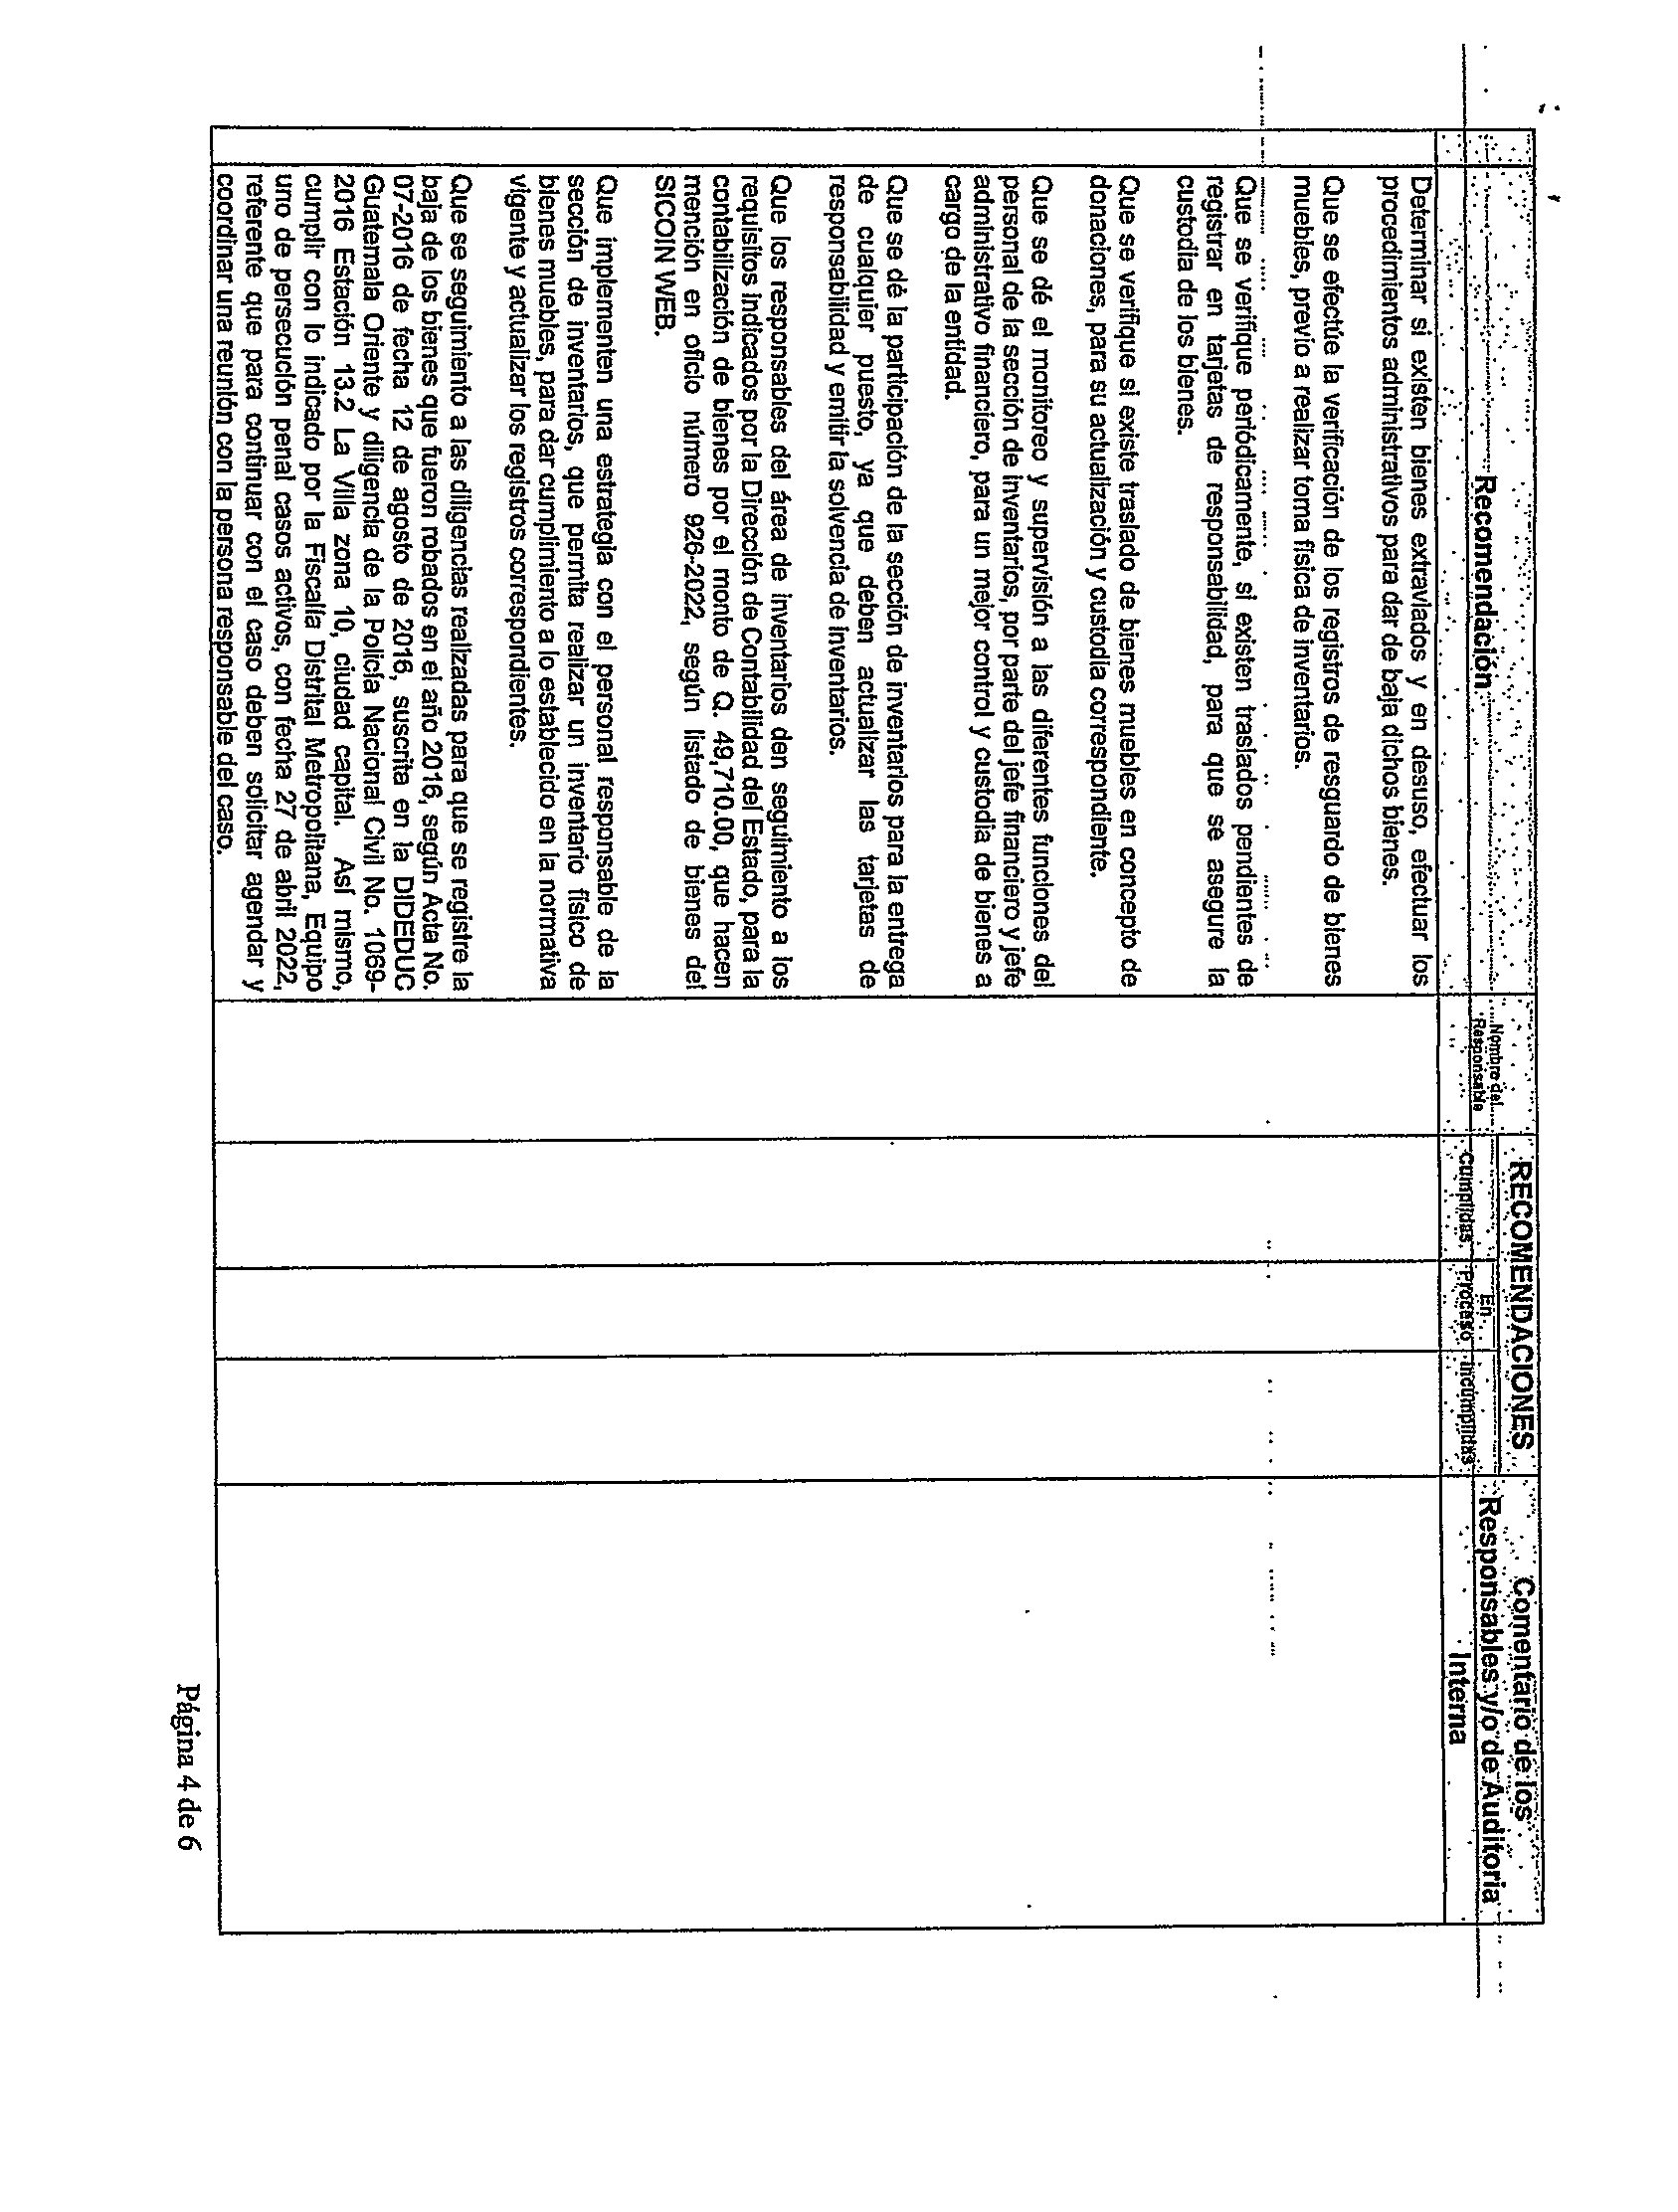 RECOMENDACIONES
Comentario de los
Responsables y/o de Auditoria
Interna
Recomendación
Nombre del
Responsable
Cumplidas
En
Proceso
Incumplidas
Determinar si existen bienes extraviados y en desuso, efectuar los
procedimientos administrativos para dar de baja dichos bienes.
Que se efectúe la verificación de los registros de resguardo de bienes
muebles, previo a realizar toma física de inventarios.
Que se verifique periódicamente, si existen traslados pendientes de
registrar en tarjetas de responsabilidad, para que se asegure la
custodia de los bienes.
Que se verifique si existe traslado de bienes muebles en concepto de
donaciones, para su actualización y custodia correspondiente.
Que se dé el monitoreo y supervisión a las diferentes funciones del
personal de la sección de inventarios, por parte del jefe financiero y jefe
administrativo financiero, para un mejor control y custodia de bienes a
cargo de la entidad.
Que se dé la participación de la sección de inventarios para la entrega
de cualquier puesto, ya que deben actualizar las tarjetas de
responsabilidad y emitir la solvencia de inventarios.
Que los responsables del área de inventarios den seguimiento a los
requisitos indicados por la Dirección de Contabilidad del Estado, para la
contabilización de bienes por el monto de Q. 49,710.00, que hacen
mención en oficio número 926-2022, según listado de bienes del
SICOIN WEB.
Que implementen una estrategia con el personal responsable de la
sección de inventarios, que permita realizar un inventario físico de
bienes muebles, para dar cumplimiento a lo establecido en la normativa
vigente y actualizar los registros correspondientes.
Que se seguimiento a las diligencias realizadas para que se registre la
baja de los bienes que fueron robados en el año 2016, según Acta No.
07-2016 de fecha 12 de agosto de 2016, suscrita en la DIDEDUC
Guatemala Oriente y diligencia de la Policía Nacional Civil No. 1069-
2016 Estación 13.2 La Villa zona 10, ciudad capital. Así mismo,
cumplir con lo indicado por la Fiscalía Distrital Metropolitana, Equipo
uno de persecución penal casos activos, con fecha 27 de abril 2022,
referente que para continuar con el caso deben solicitar agendar y
coordinar una reunión con la persona responsable del caso.
Página 4 de 6